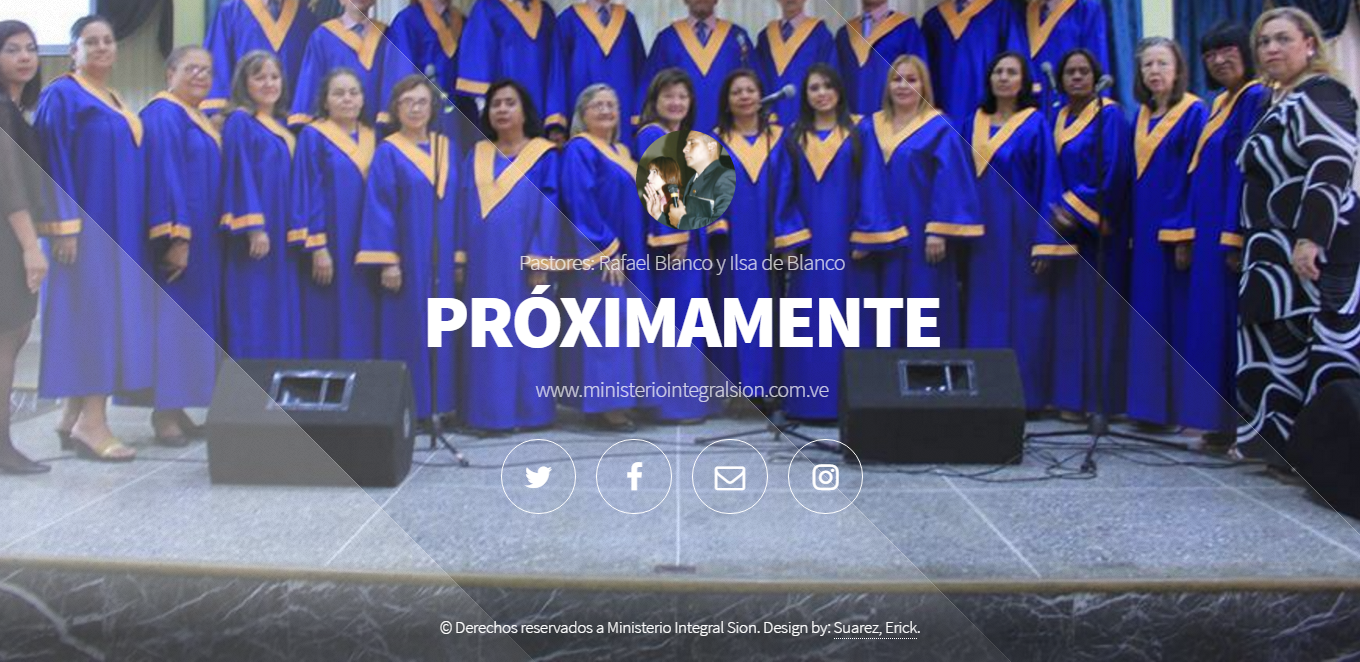 Pastores: Rafael Blanco y Ilsa de Blanco
PRÓXIMAMENTE
www.ministeriointegralsion.com.ve
© Derechos reservados a Ministerio Integral Sion. Design by: Suarez, Erick.